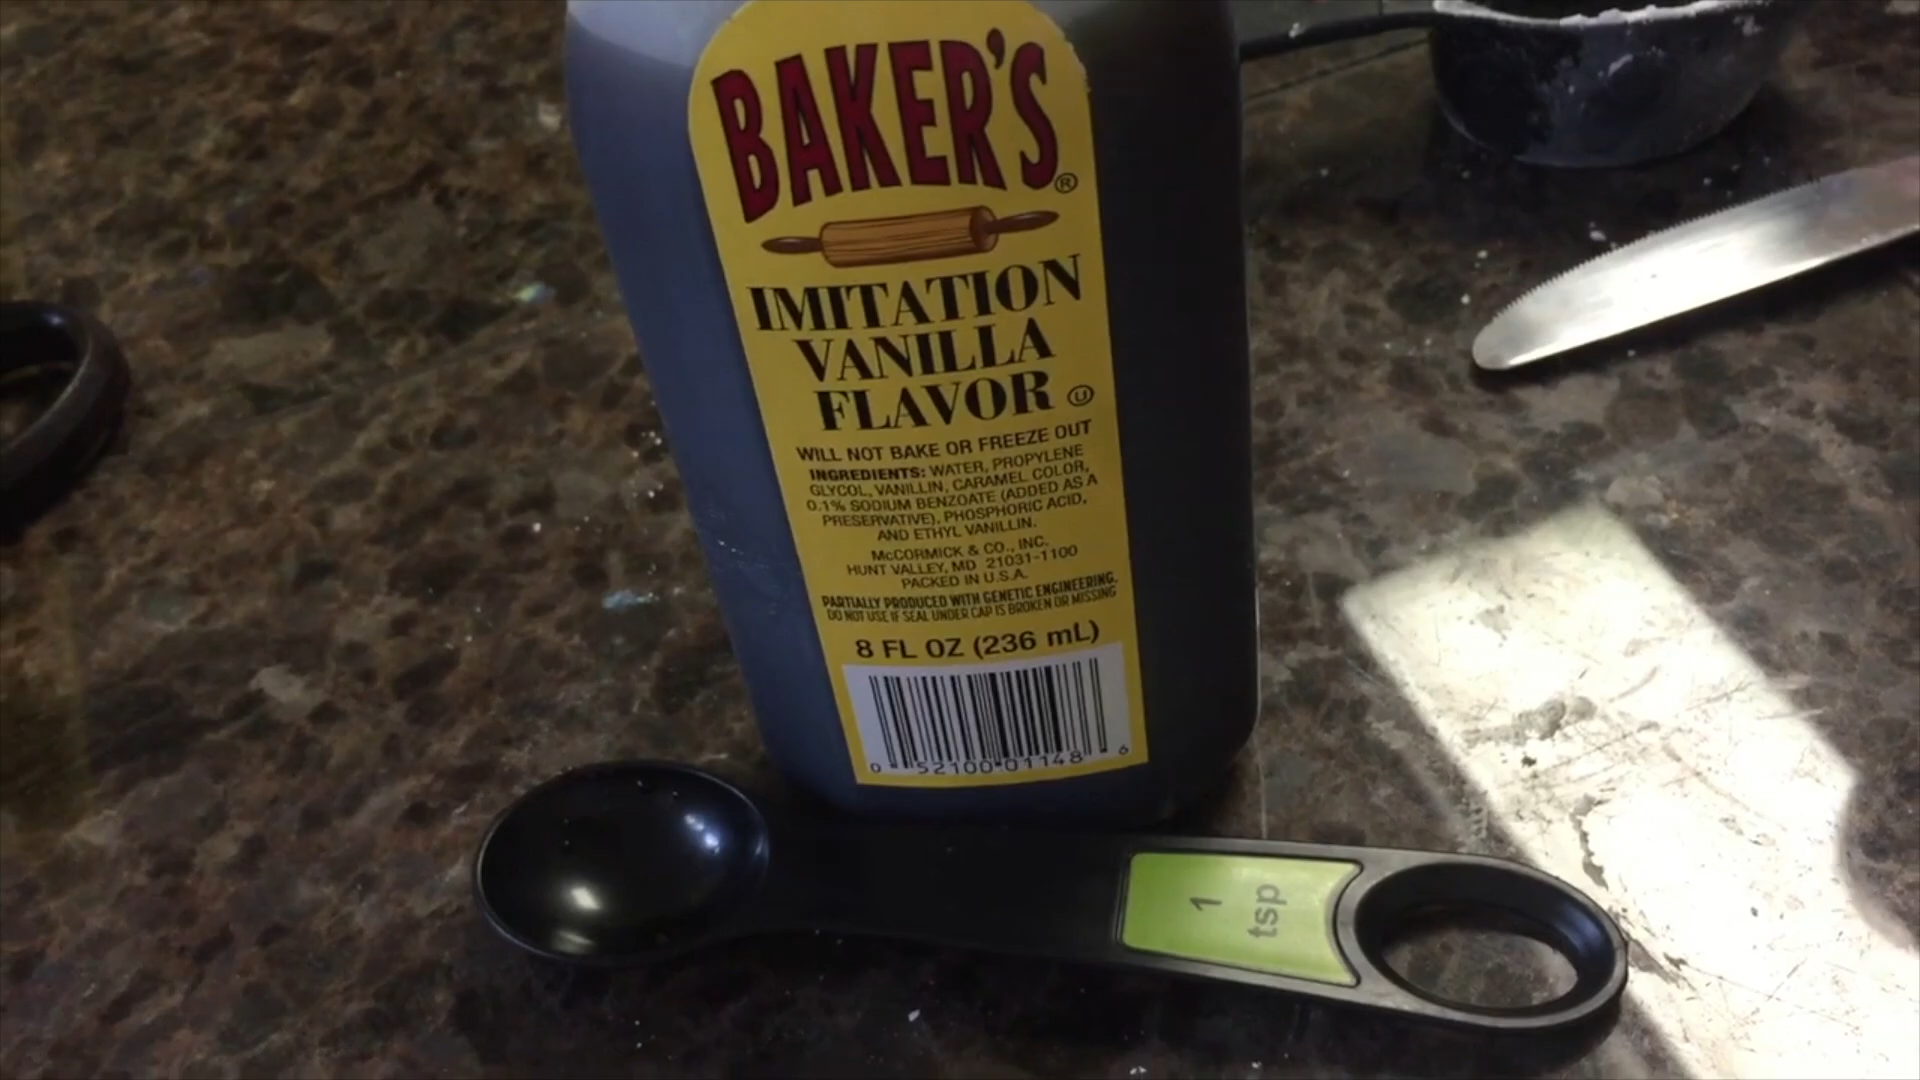 BAKER'S®
IMITATION
VANILLA
FLAVOR Ⓤ
WILL NOT BAKE OR FREEZE OUT
INGREDIENTS: WATER, PROPYLENE
GLYCOL, VANILLIN, CARAMEL COLOR,
0.1% SODIUM BENZOATE (ADDED AS A
PRESERVATIVE), PHOSPHORIC ACID,
AND ETHYL VANILLIN.
McCORMICK & CO., INC.
HUNT VALLEY, MD 21031-1100
PACKED IN U.S.A.
PARTIALLY PRODUCED WITH GENETIC ENGINEERING.
DO NOT USE IF SEAL UNDER CAP IS BROKEN OR MISSING
8 FL OZ (236 mL)
0 52100-01148 6
1
tsp